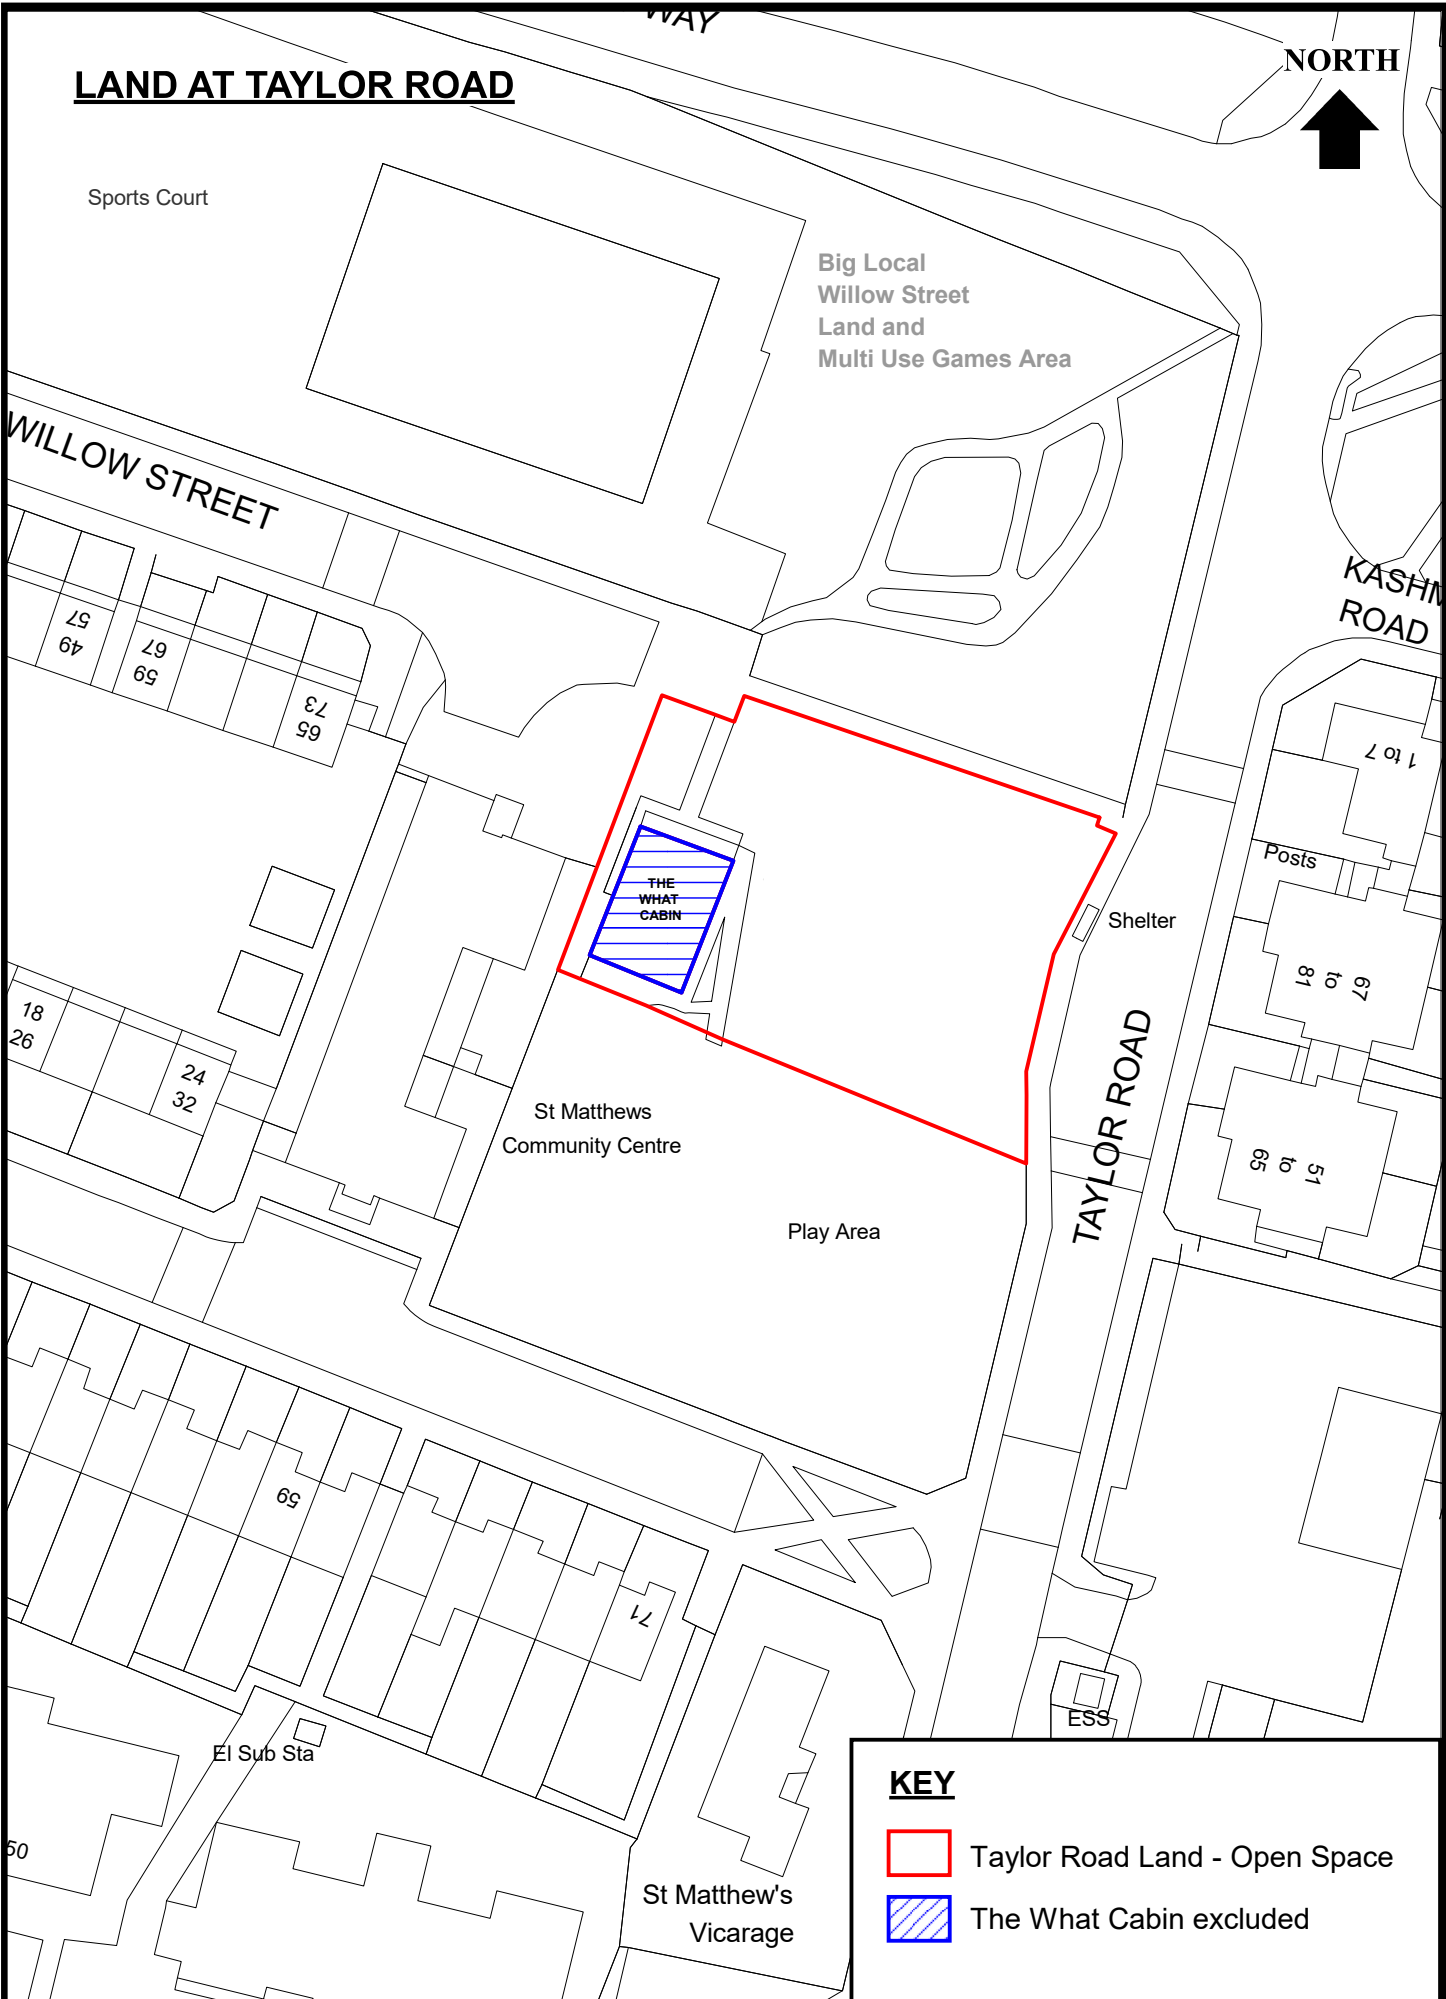 WAY
LAND AT TAYLOR ROAD
NORTH
Sports Court
Big Local
Willow Street
Land and
Multi Use Games Area
WILLOW STREET
KASHM
ROAD
57
49
67
59
73
65
1 to 7
Posts
THE
WHAT
CABIN
Shelter
67
to
81
18
26
24
32
TAYLOR ROAD
St Matthews
Community Centre
51
to
65
Play Area
59
71
ESS
El Sub Sta
50
St Matthew's
Vicarage
KEY
Taylor Road Land - Open Space
The What Cabin excluded